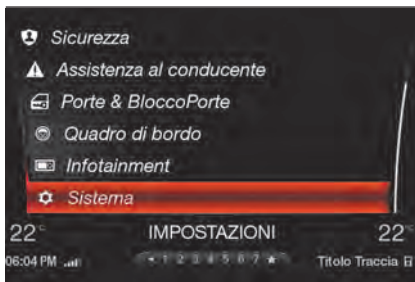 Sicurezza
Assistenza al conducente
Porte & BloccoPorte
Quadro di bordo
Infotainment
Sistema
22° IMPOSTAZIONI 22°
06:04 PM 1 2 3 4 5 6 7 Titolo Traccia